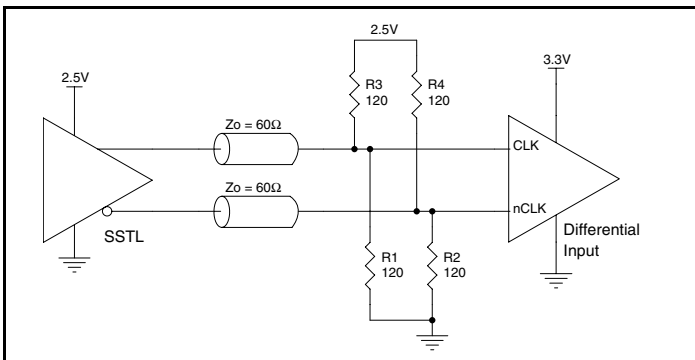 2.5V
3.3V
2.5V
R3
120
R4
120
Zo = 60Ω
CLK
Zo = 60Ω
nCLK
SSTL
Differential
Input
R1
120
R2
120